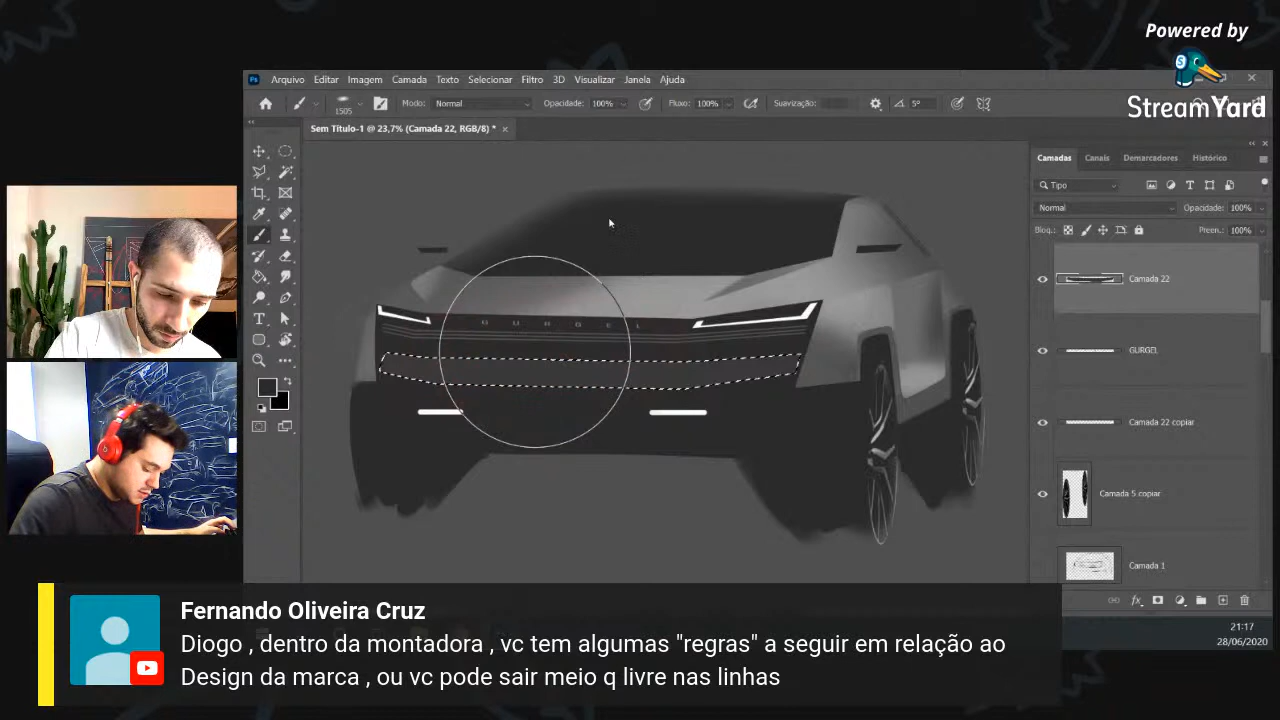 Powered by
StreamYard
Ps Arquivo Editar Imagem Camada Texto Selecionar Filtro 3D Visualizar Janela Ajuda
1505 Modo: Normal Opacidade: 100% Fluxo: 100% Suavização: 5°
Sem Título-1 @ 23,7% (Camada 22, RGB/8) * ×
Camadas Canais Demarcadores Histórico
Tipo
Normal Opacidade: 100%
Bloq.: Preen.: 100%
Camada 22
GURGEL
GURGEL
Camada 22 copiar
Camada 5 copiar
Camada 1
21:17
28/06/2020
Fernando Oliveira Cruz
Diogo , dentro da montadora , vc tem algumas "regras" a seguir em relação ao
Design da marca , ou vc pode sair meio q livre nas linhas